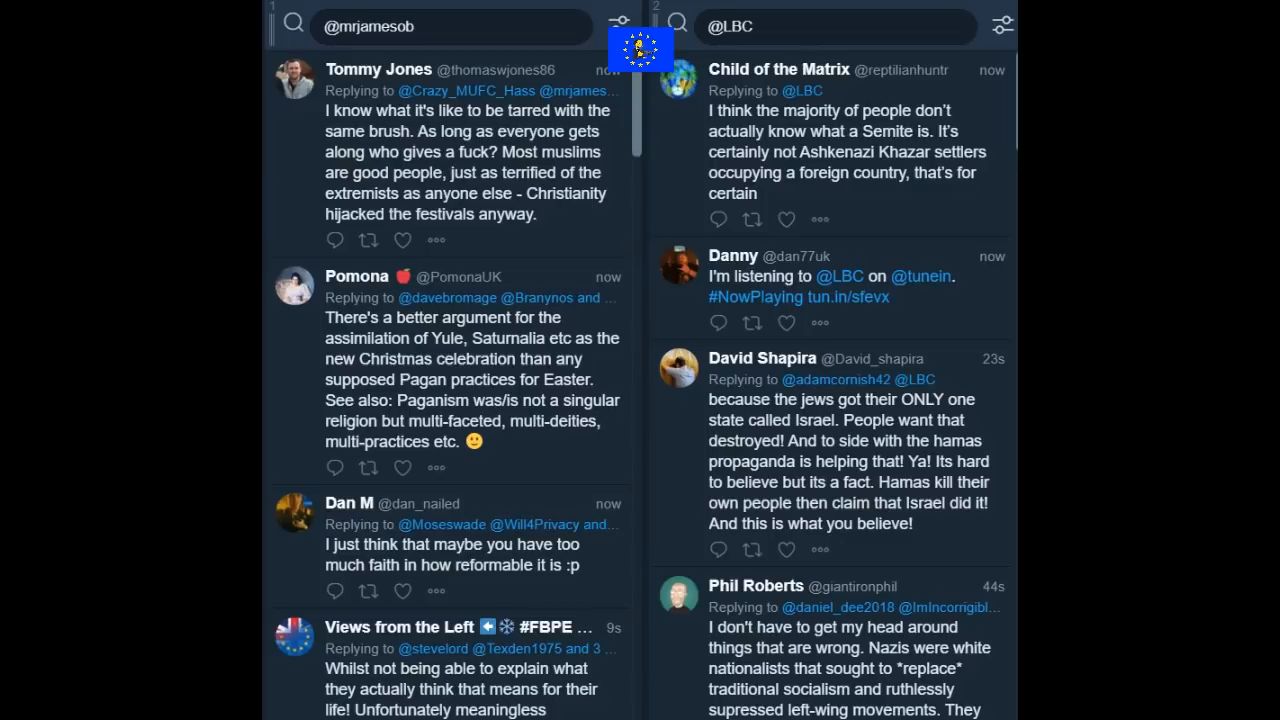 1
@mrjamesob
Tommy Jones @thomaswjones86 now
Replying to @Crazy_MUFC_Hass @mrjames...
I know what it's like to be tarred with the
same brush. As long as everyone gets
along who gives a fuck? Most muslims
are good people, just as terrified of the
extremists as anyone else - Christianity
hijacked the festivals anyway.
Pomona 🍎 @PomonaUK now
Replying to @davebromage @Branynos and ...
There's a better argument for the
assimilation of Yule, Saturnalia etc as the
new Christmas celebration than any
supposed Pagan practices for Easter.
See also: Paganism was/is not a singular
religion but multi-faceted, multi-deities,
multi-practices etc. 🙂
Dan M @dan_nailed now
Replying to @Moseswade @Will4Privacy and...
I just think that maybe you have too
much faith in how reformable it is :p
Views from the Left ⬅️❄️ #FBPE ... 9s
Replying to @stevelord @Texden1975 and 3 ...
Whilst not being able to explain what
they actually think that means for their
life! Unfortunately meaningless
2
@LBC
Child of the Matrix @reptilianhuntr now
Replying to @LBC
I think the majority of people don’t
actually know what a Semite is. It’s
certainly not Ashkenazi Khazar settlers
occupying a foreign country, that’s for
certain
Danny @dan77uk now
I'm listening to @LBC on @tunein.
#NowPlaying tun.in/sfevx
David Shapira @David_shapira 23s
Replying to @adamcornish42 @LBC
because the jews got their ONLY one
state called Israel. People want that
destroyed! And to side with the hamas
propaganda is helping that! Ya! Its hard
to believe but its a fact. Hamas kill their
own people then claim that Israel did it!
And this is what you believe!
Phil Roberts @giantironphil 44s
Replying to @daniel_dee2018 @ImIncorrigibl...
I don't have to get my head around
things that are wrong. Nazis were white
nationalists that sought to *replace*
traditional socialism and ruthlessly
supressed left-wing movements. They